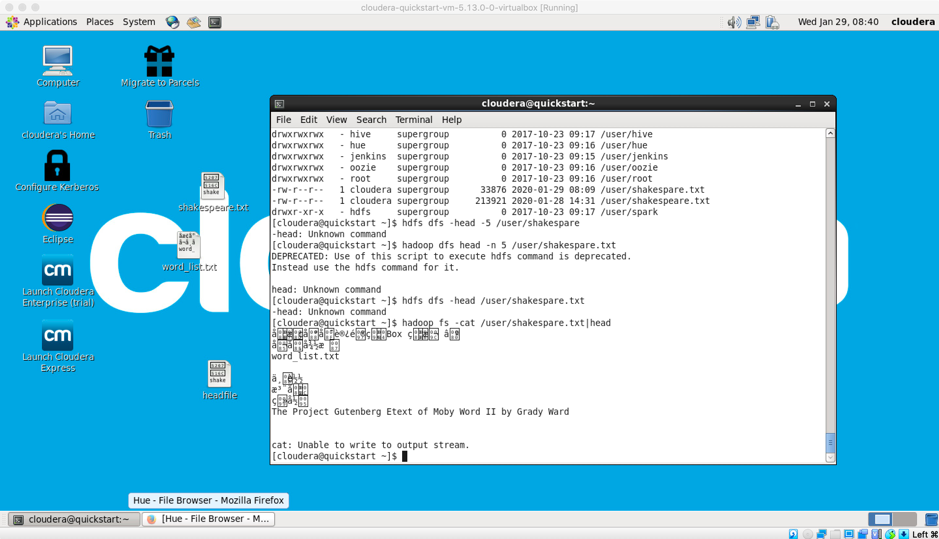 cloudera-quickstart-vm-5.13.0-0-virtualbox [Running]
Applications Places System
Wed Jan 29, 08:40 cloudera
Computer
Migrate to Parcels
cloudera's Home
Trash
Configure Kerberos
shakespeare.txt
Eclipse
word_list.txt
Launch Cloudera
Enterprise (trial)
Launch Cloudera
Express
headfile
cloudera@quickstart:~
File Edit View Search Terminal Help
drwxrwxrwx - hive supergroup 0 2017-10-23 09:17 /user/hive
drwxrwxrwx - hue supergroup 0 2017-10-23 09:16 /user/hue
drwxrwxrwx - jenkins supergroup 0 2017-10-23 09:15 /user/jenkins
drwxrwxrwx - oozie supergroup 0 2017-10-23 09:16 /user/oozie
drwxrwxrwx - root supergroup 0 2017-10-23 09:16 /user/root
-rw-r--r-- 1 cloudera supergroup 33876 2020-01-29 08:09 /user/shakespare.txt
-rw-r--r-- 1 cloudera supergroup 213921 2020-01-28 14:31 /user/shakespare.txt
drwxr-xr-x - hdfs supergroup 0 2017-10-23 09:17 /user/spark
[cloudera@quickstart ~]$ hdfs dfs -head -5 /user/shakespare
-head: Unknown command
[cloudera@quickstart ~]$ hadoop dfs head -n 5 /user/shakespare.txt
DEPRECATED: Use of this script to execute hdfs command is deprecated.
Instead use the hdfs command for it.
head: Unknown command
[cloudera@quickstart ~]$ hdfs dfs -head /user/shakespare.txt
-head: Unknown command
[cloudera@quickstart ~]$ hadoop fs -cat /user/shakespare.txt|head
Box
word_list.txt
The Project Gutenberg Etext of Moby Word II by Grady Ward
cat: Unable to write to output stream.
[cloudera@quickstart ~]$
Hue - File Browser - Mozilla Firefox
cloudera@quickstart:~
[Hue - File Browser - M...
Left ⌘